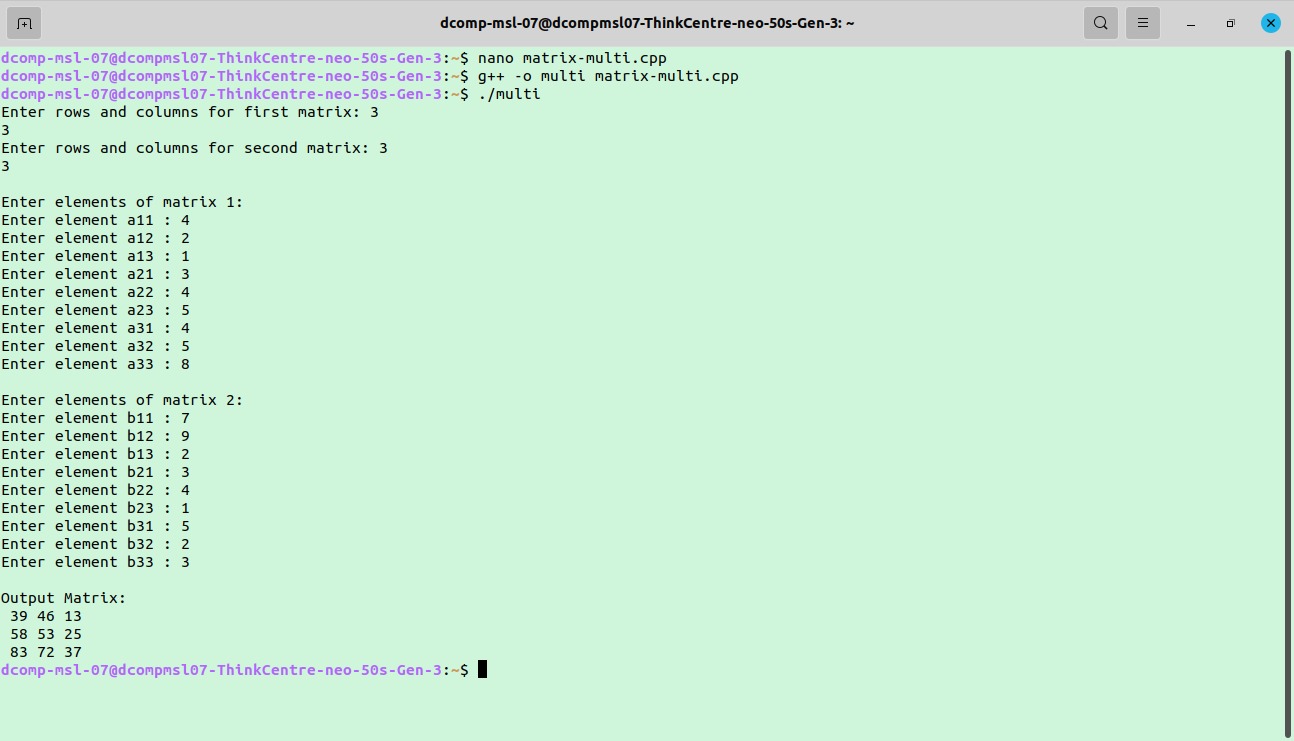 dcomp-msl-07@dcompmsl07-ThinkCentre-neo-50s-Gen-3: ~
dcomp-msl-07@dcompmsl07-ThinkCentre-neo-50s-Gen-3:~$ nano matrix-multi.cpp
dcomp-msl-07@dcompmsl07-ThinkCentre-neo-50s-Gen-3:~$ g++ -o multi matrix-multi.cpp
dcomp-msl-07@dcompmsl07-ThinkCentre-neo-50s-Gen-3:~$ ./multi
Enter rows and columns for first matrix: 3
3
Enter rows and columns for second matrix: 3
3
Enter elements of matrix 1:
Enter element a11 : 4
Enter element a12 : 2
Enter element a13 : 1
Enter element a21 : 3
Enter element a22 : 4
Enter element a23 : 5
Enter element a31 : 4
Enter element a32 : 5
Enter element a33 : 8
Enter elements of matrix 2:
Enter element b11 : 7
Enter element b12 : 9
Enter element b13 : 2
Enter element b21 : 3
Enter element b22 : 4
Enter element b23 : 1
Enter element b31 : 5
Enter element b32 : 2
Enter element b33 : 3
Output Matrix:
39 46 13
58 53 25
83 72 37
dcomp-msl-07@dcompmsl07-ThinkCentre-neo-50s-Gen-3:~$